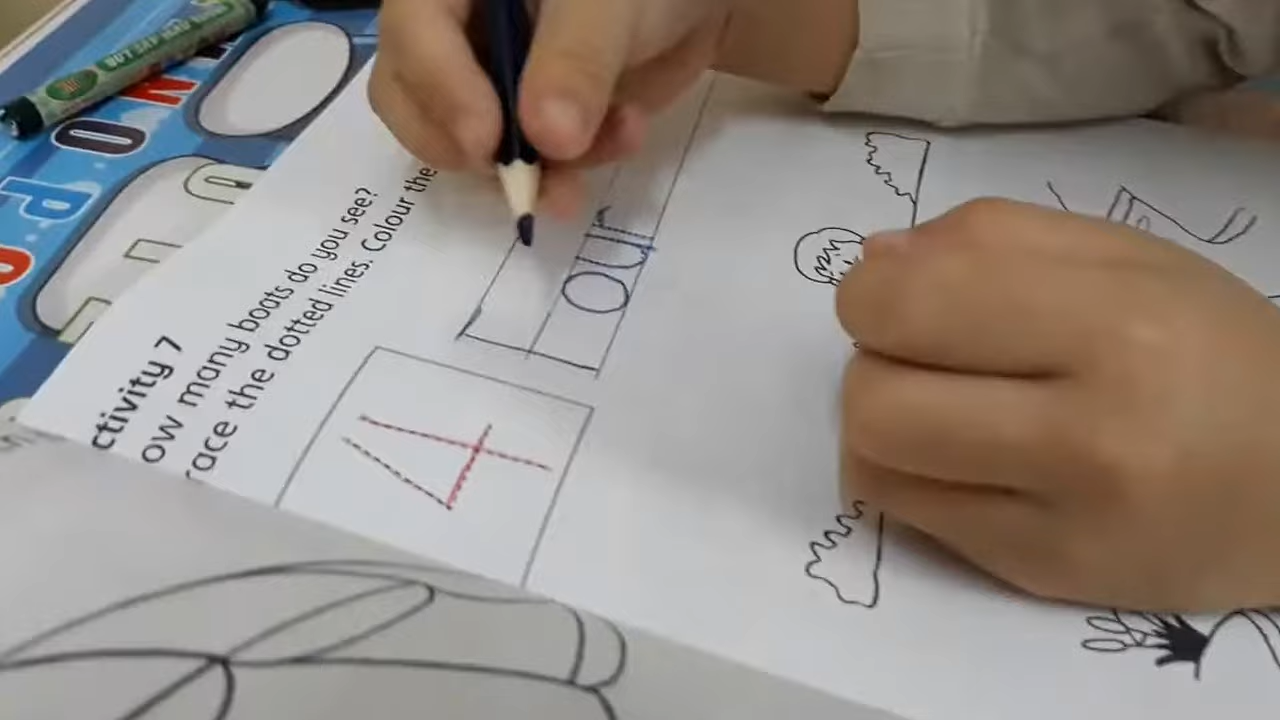 ctivity 7
ow many boats do you see?
race the dotted lines. Colour the
4
our
N
O
P